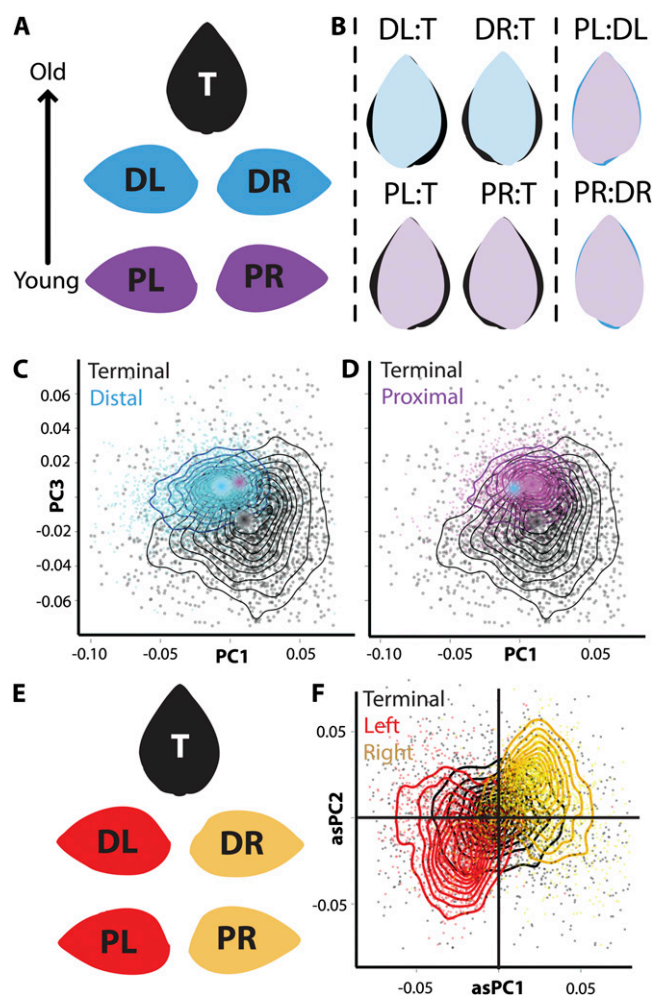 A
Old
T
DL DR
Young
PL PR
B
DL:T DR:T PL:DL
PL:T PR:T PR:DR
C
Terminal
Distal
0.06
0.04
0.02
PC3
-0.02
-0.04
-0.06
-0.10 -0.05 0.05
PC1
D
Terminal
Proximal
-0.10 -0.05 0.05
PC1
E
T
DL DR
PL PR
F
Terminal
Left
Right
0.05
asPC2
-0.05
-0.05 0.05
asPC1